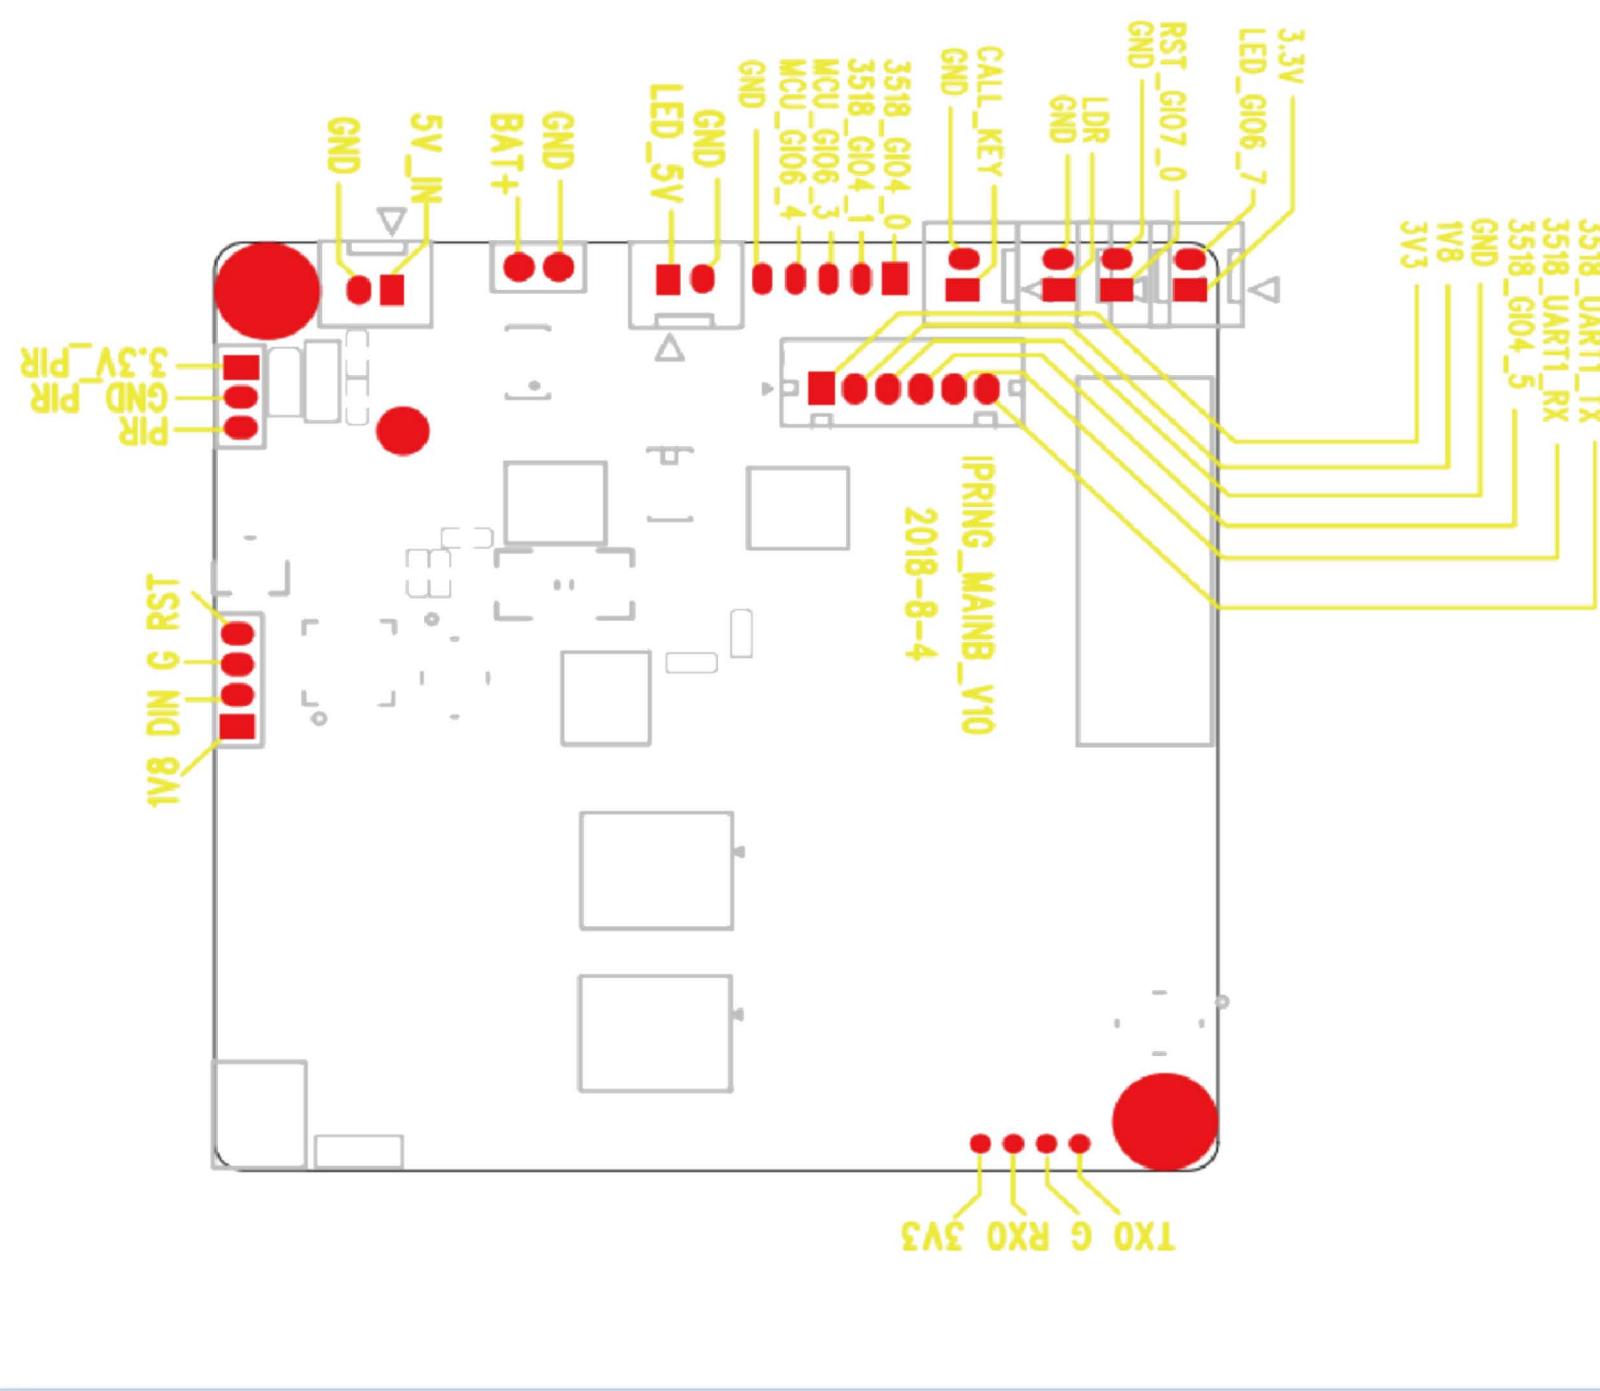 GND
5V_IN
BAT+
GND
LED_5V
GND
GND
MCU_GIO6_4
MCU_GIO6_3
3518_GIO4_1
3518_GIO4_0
GND
CALL_KEY
GND
LDR
GND
RST_GIO7_0
LED_GIO6_7
3.3V
3V3
1V8
GND
3518_GIO4_5
3518_UART1_RX
3518_UART1_TX
3.3V_PIR
GND_PIR
PIR
RST
G
DIN
1V8
IPRING_MAINB_V10
2018-8-4
3V3
RX0
G
TX0